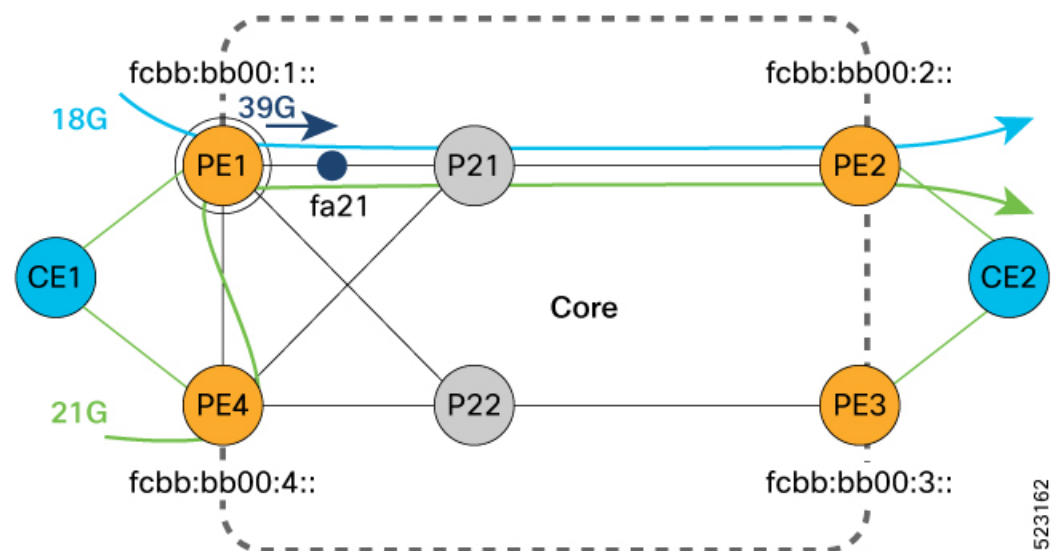 fcbb:bb00:1::
fcbb:bb00:2::
18G
39G
PE1
P21
PE2
fa21
CE1
CE2
Core
21G
PE4
P22
PE3
fcbb:bb00:4::
fcbb:bb00:3::
523162